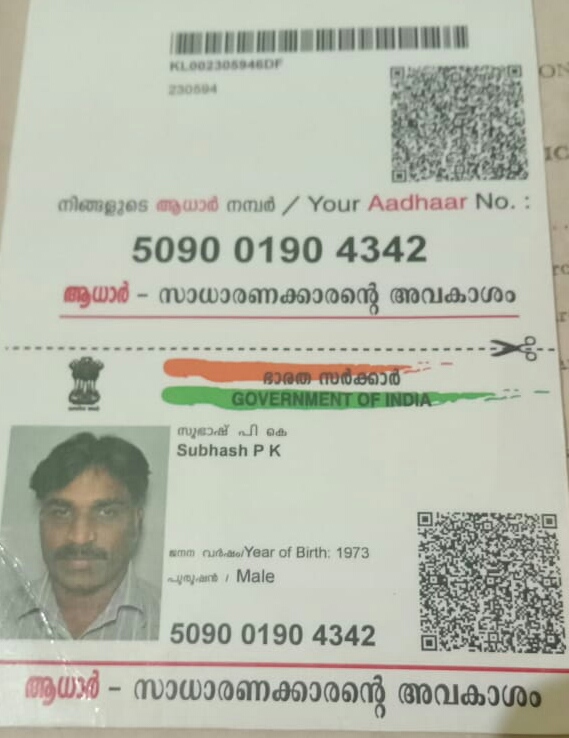 KL002305946DF
230594
നിങ്ങളുടെ ആധാർ നമ്പർ / Your Aadhaar No. :
5090 0190 4342
ആധാർ – സാധാരണക്കാരന്റെ അവകാശം
ഭാരത സർക്കാർ
GOVERNMENT OF INDIA
സുഭാഷ് പി കെ
Subhash P K
ജനന വർഷം/Year of Birth: 1973
പുരുഷൻ / Male
5090 0190 4342
ആധാർ – സാധാരണക്കാരന്റെ അവകാശം